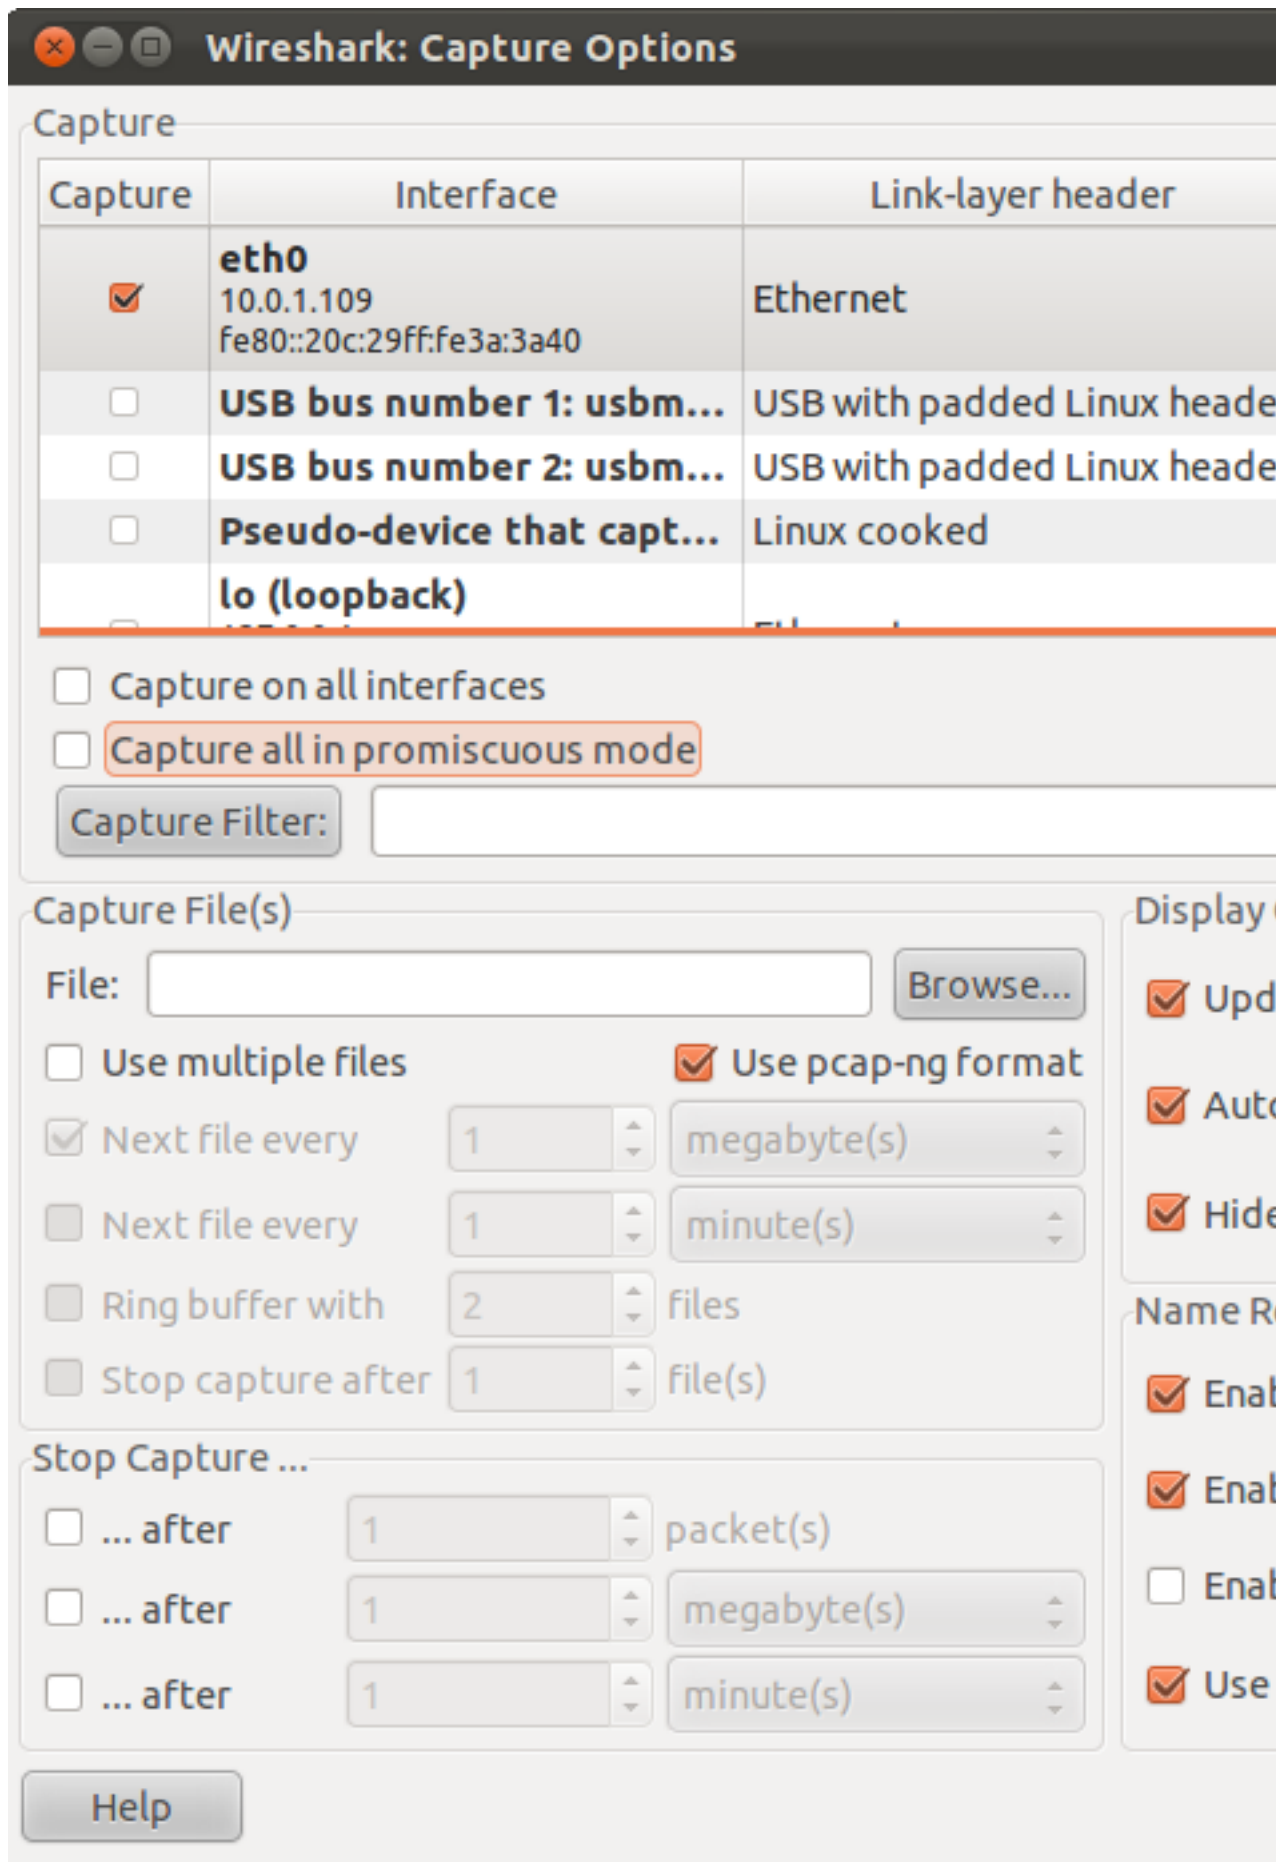 Wireshark: Capture Options
Capture
Capture Interface Link-layer header
eth0
10.0.1.109
fe80::20c:29ff:fe3a:3a40
Ethernet
USB bus number 1: usbm... USB with padded Linux heade
USB bus number 2: usbm... USB with padded Linux heade
Pseudo-device that capt... Linux cooked
lo (loopback)
Capture on all interfaces
Capture all in promiscuous mode
Capture Filter:
Capture File(s)
File: Browse...
Use multiple files Use pcap-ng format
Next file every 1 megabyte(s)
Next file every 1 minute(s)
Ring buffer with 2 files
Stop capture after 1 file(s)
Stop Capture ...
... after 1 packet(s)
... after 1 megabyte(s)
... after 1 minute(s)
Help
Display
Upd
Auto
Hide
Name Re
Enab
Enab
Enab
Use